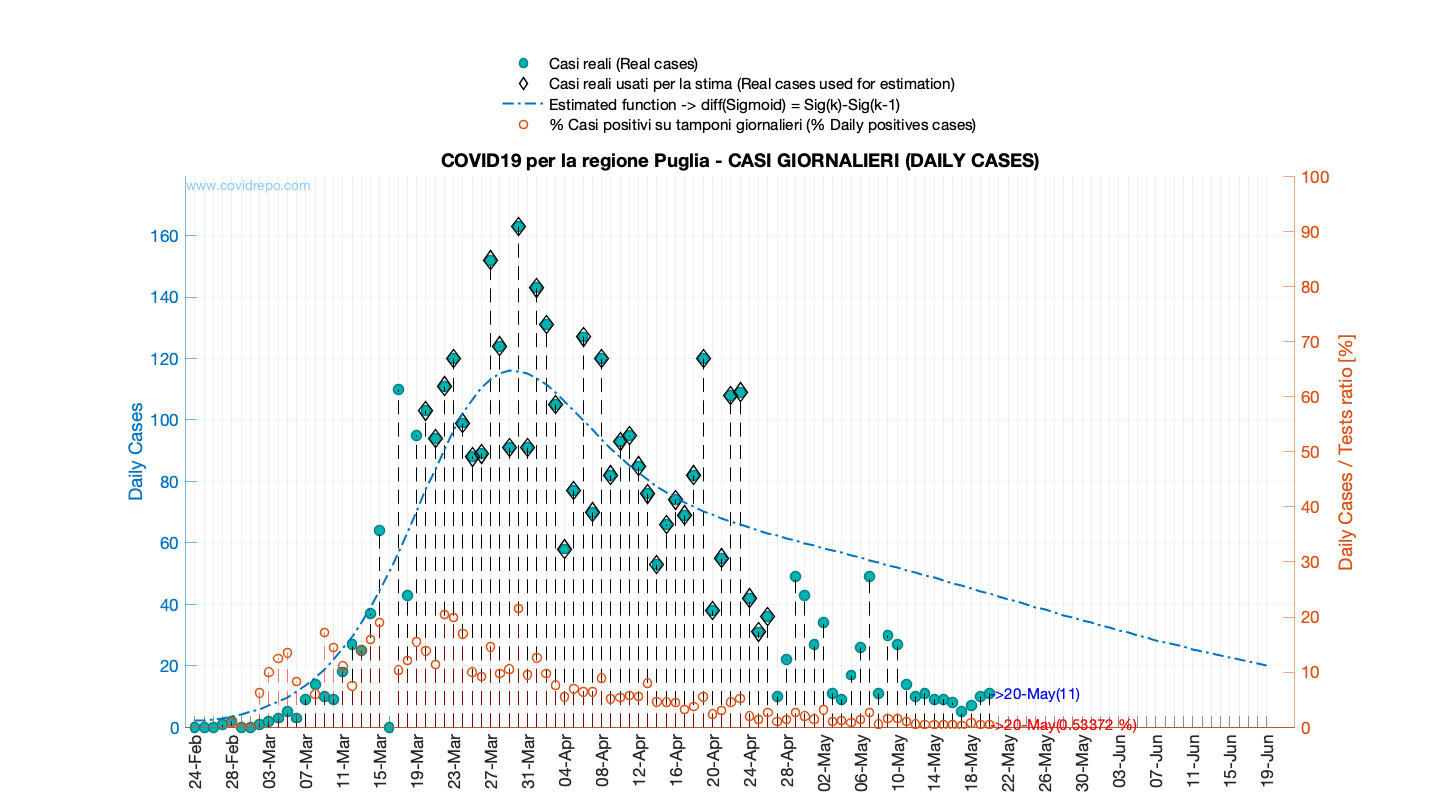 Casi reali (Real cases)
Casi reali usati per la stima (Real cases used for estimation)
Estimated function -> diff(Sigmoid) = Sig(k)-Sig(k-1)
% Casi positivi su tamponi giornalieri (% Daily positives cases)
COVID19 per la regione Puglia - CASI GIORNALIERI (DAILY CASES)
www.covidrepo.com
Daily Cases
160
140
120
100
80
60
40
20
0
100
90
80
70
60
50
40
30
20
10
0
Daily Cases / Tests ratio [%]
->20-May(11)
->20-May(0.53372 %)
24-Feb
28-Feb
03-Mar
07-Mar
11-Mar
15-Mar
19-Mar
23-Mar
27-Mar
31-Mar
04-Apr
08-Apr
12-Apr
16-Apr
20-Apr
24-Apr
28-Apr
02-May
06-May
10-May
14-May
18-May
22-May
26-May
30-May
03-Jun
07-Jun
11-Jun
15-Jun
19-Jun